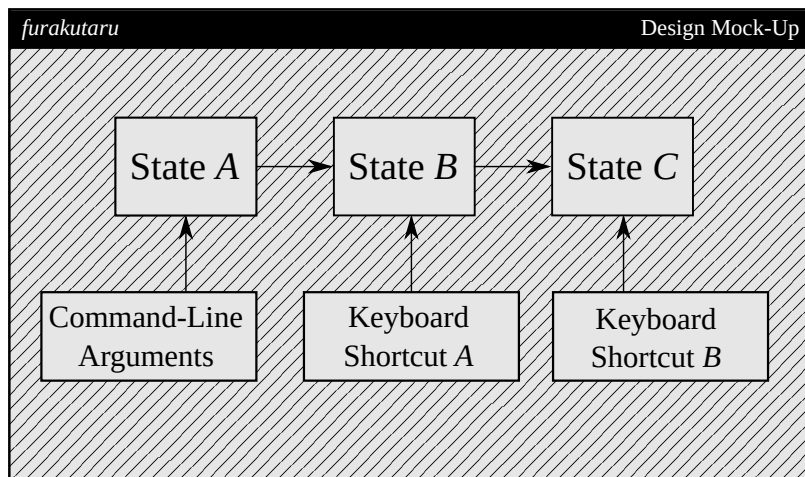 furakutaru
Design Mock-Up
State A
State B
State C
Command-Line
Arguments
Keyboard
Shortcut A
Keyboard
Shortcut B